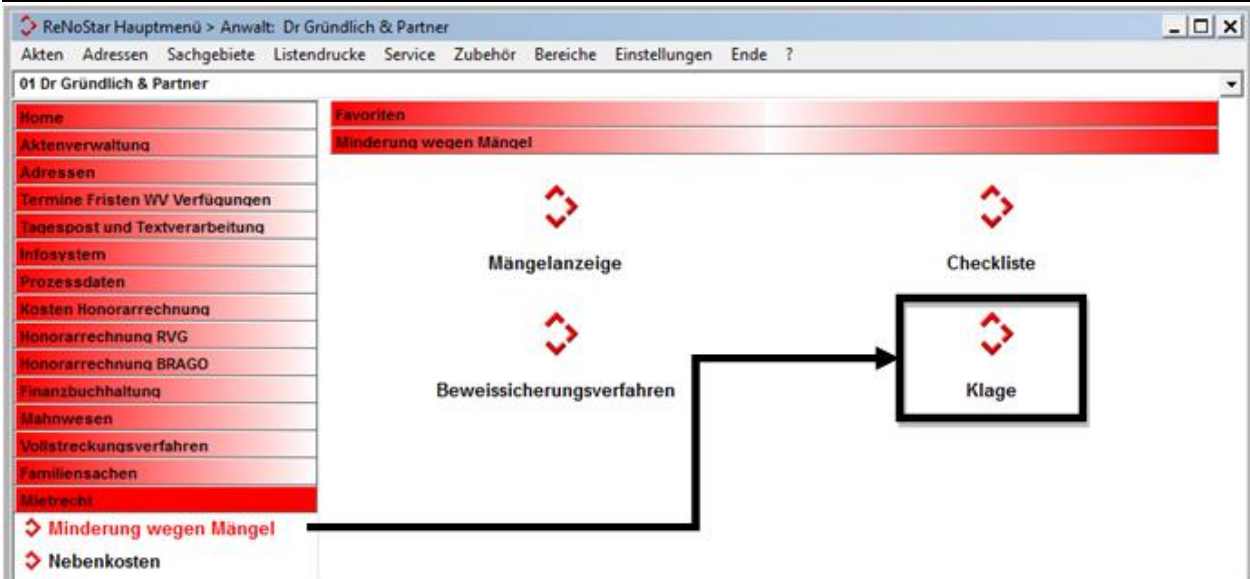 ReNoStar Hauptmenü > Anwalt: Dr Gründlich & Partner
Akten Adressen Sachgebiete Listendrucke Service Zubehör Bereiche Einstellungen Ende ?
01 Dr Gründlich & Partner
Home
Aktenverwaltung
Adressen
Termine Fristen WV Verfügungen
Tagespost und Textverarbeitung
Infosystem
Prozessdaten
Kosten Honorarrechnung
Honorarrechnung RVG
Honorarrechnung BRAGO
Finanzbuchhaltung
Mahnwesen
Vollstreckungsverfahren
Familiensachen
Mietrecht
Minderung wegen Mängel
Nebenkosten
Favoriten
Minderung wegen Mängel
Mängelanzeige
Checkliste
Beweissicherungsverfahren
Klage